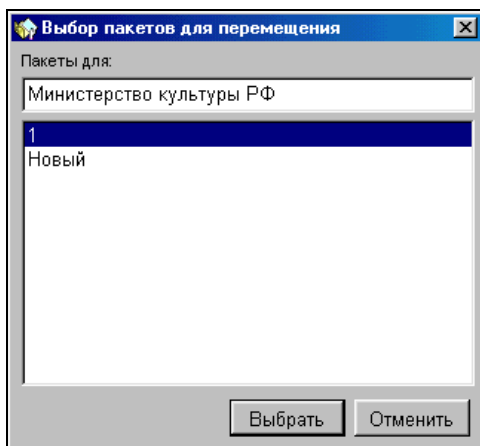 Выбор пакетов для перемещения
Пакеты для:
Министерство культуры РФ
1
Новый
Выбрать Отменить